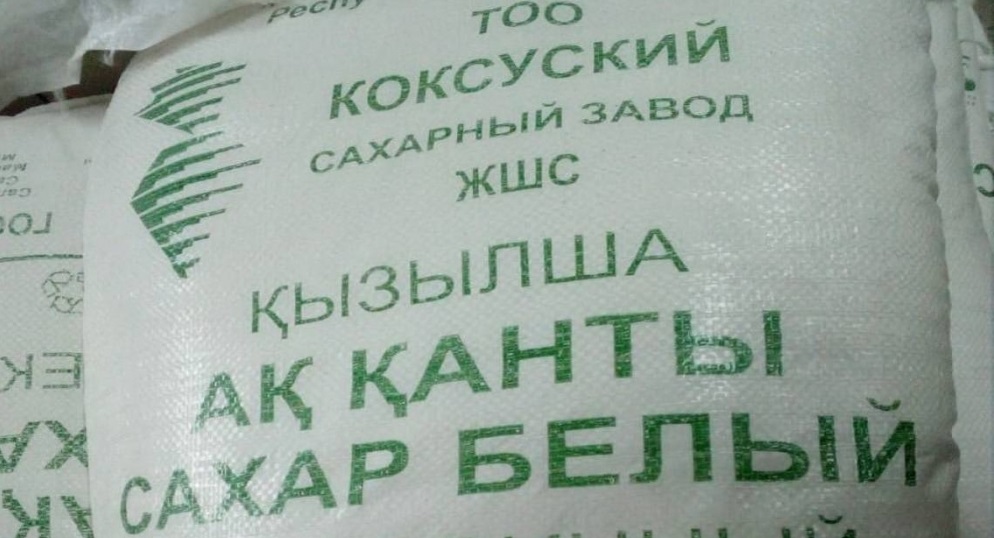 ТОО
КОКСУСКИЙ
САХАРНЫЙ ЗАВОД
ЖШС
ҚЫЗЫЛША
АҚ ҚАНТЫ
САХАР БЕЛЫЙ